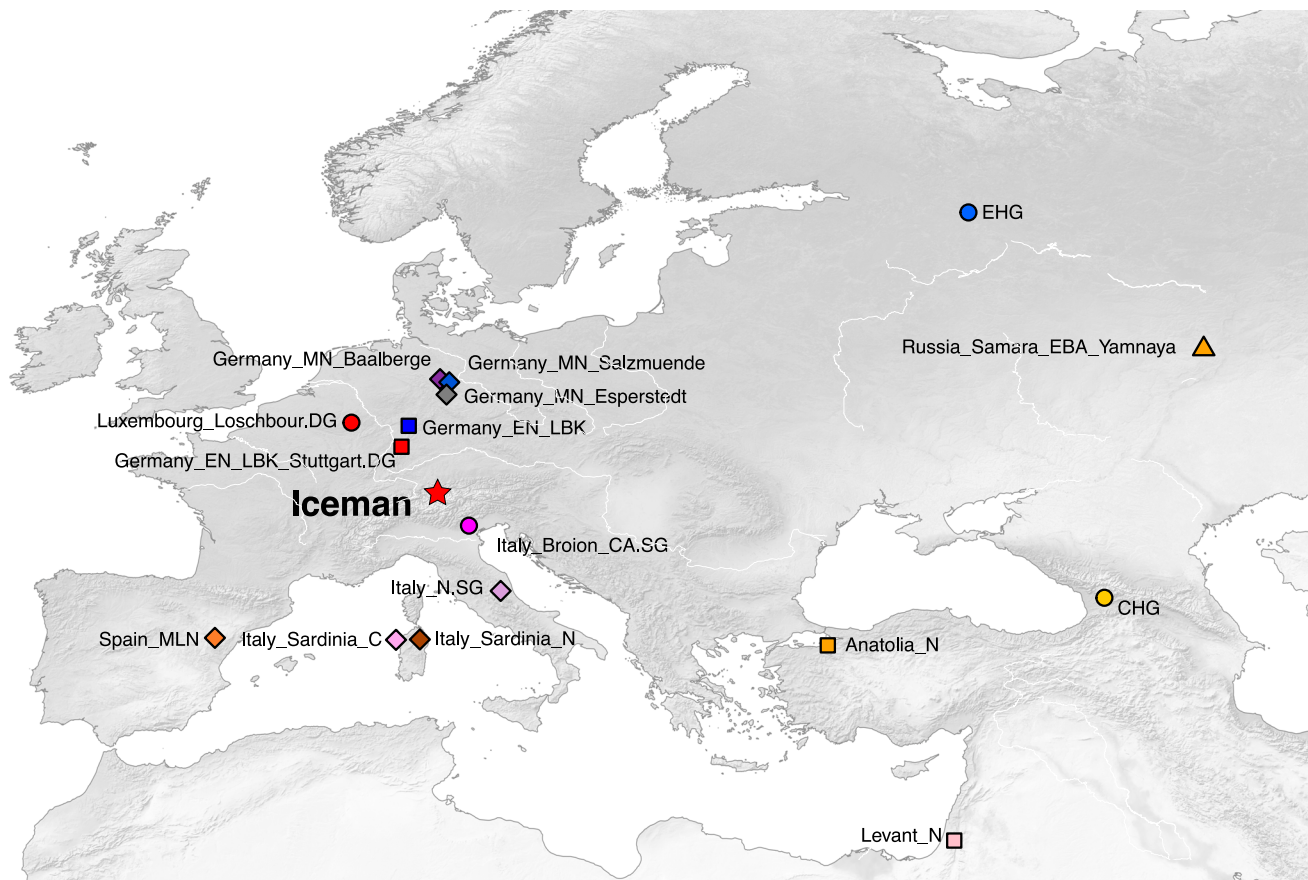 EHG
Russia_Samara_EBA_Yamnaya
Germany_MN_Baalberge
Germany_MN_Salzmuende
Germany_MN_Esperstedt
Luxembourg_Loschbour.DG
Germany_EN_LBK
Germany_EN_LBK_Stuttgart.DG
Iceman
Italy_Broion_CA.SG
Italy_N.SG
CHG
Spain_MLN
Italy_Sardinia_C
Italy_Sardinia_N
Anatolia_N
Levant_N